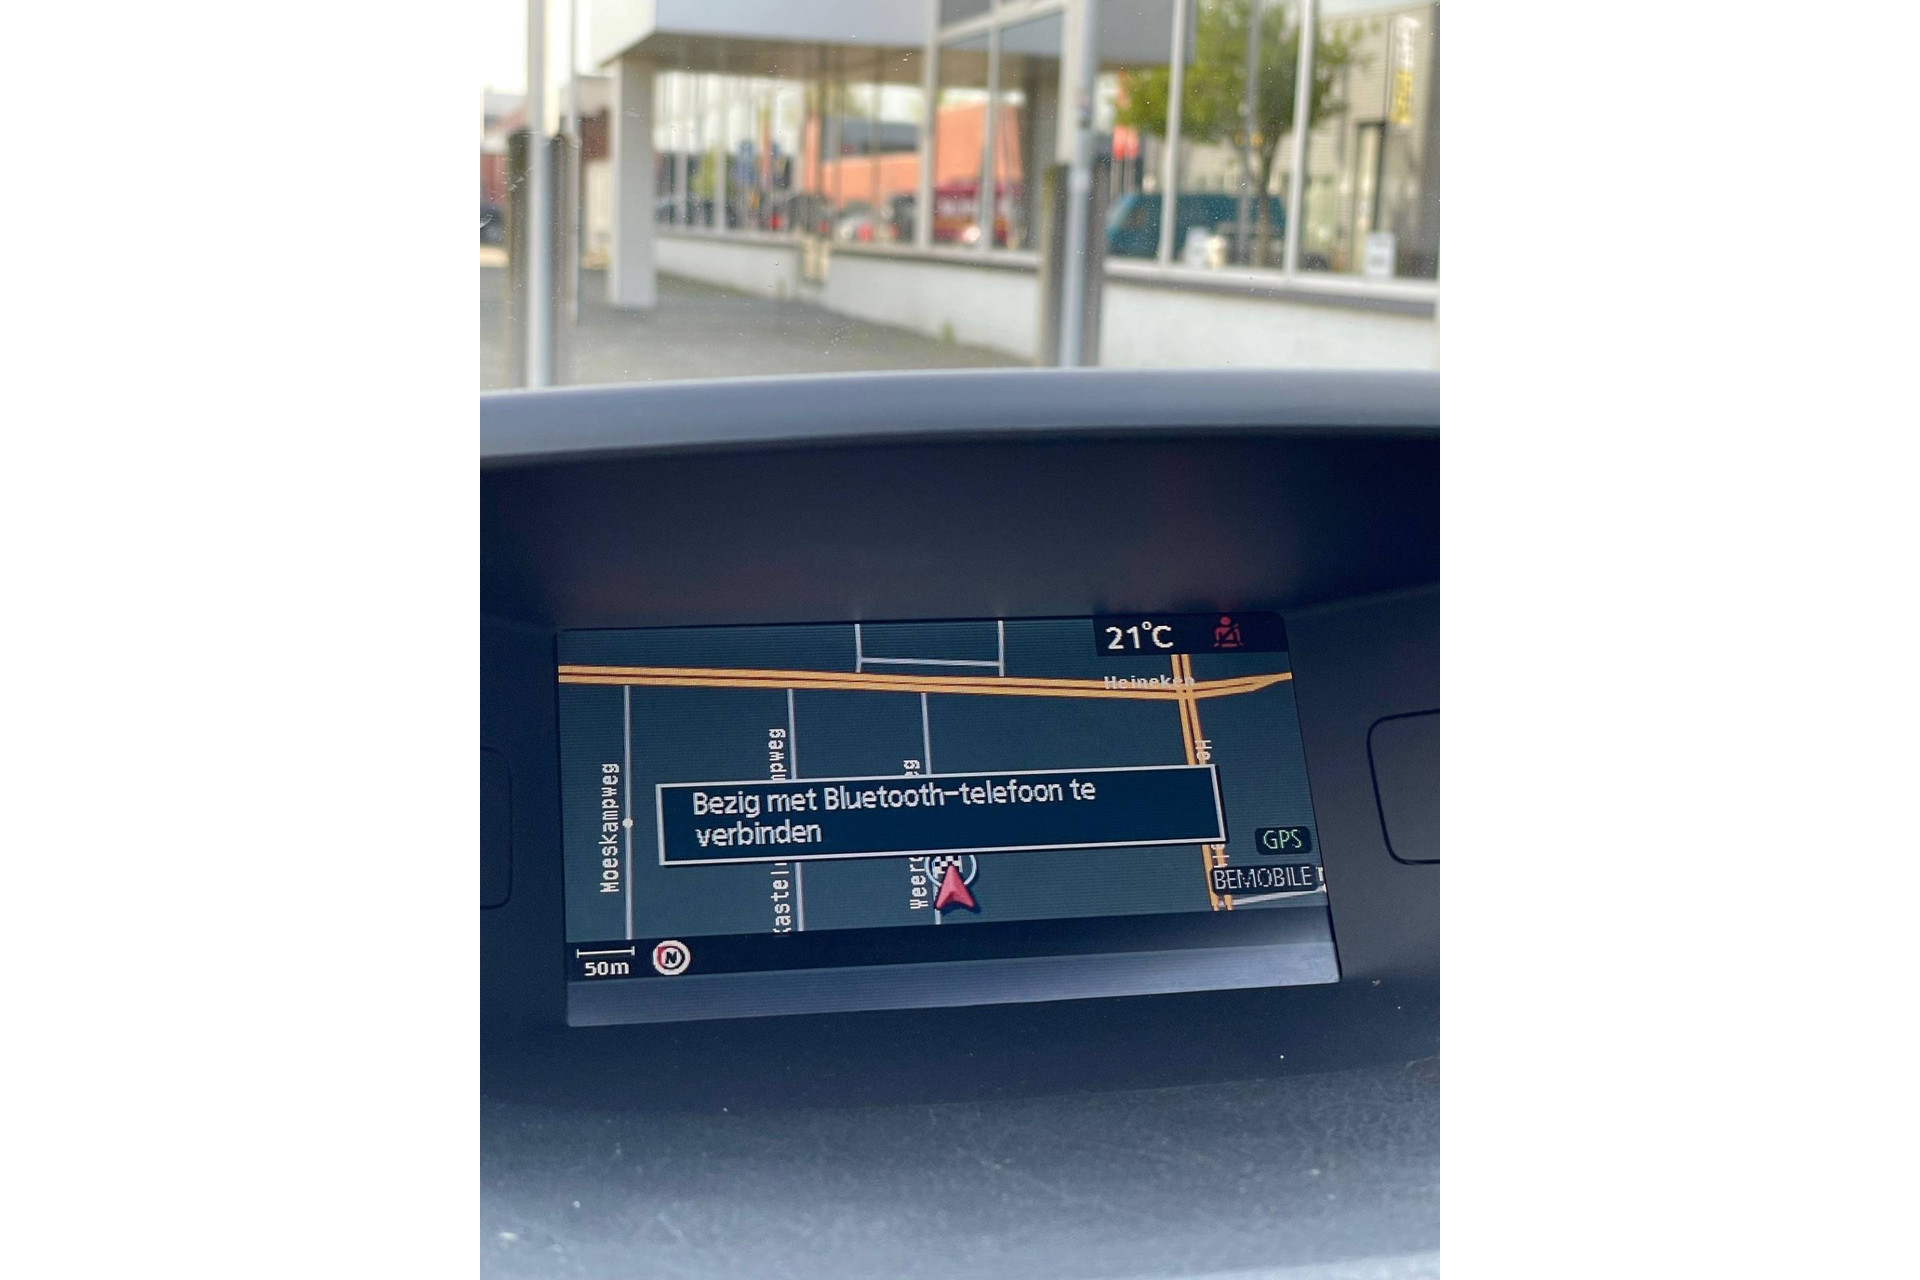 21°C
Heineken
Moeskampweg
Bezig met Bluetooth-telefoon te
verbinden
GPS
BEMOBILE
50m
N